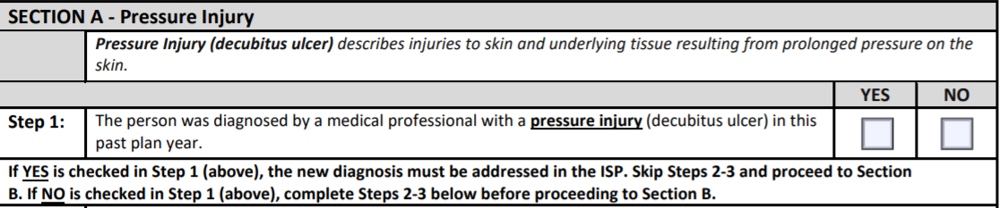 SECTION A - Pressure Injury
Pressure Injury (decubitus ulcer) describes injuries to skin and underlying tissue resulting from prolonged pressure on the
skin.
YES NO
Step 1: The person was diagnosed by a medical professional with a pressure injury (decubitus ulcer) in this
past plan year.
If YES is checked in Step 1 (above), the new diagnosis must be addressed in the ISP. Skip Steps 2-3 and proceed to Section
B. If NO is checked in Step 1 (above), complete Steps 2-3 below before proceeding to Section B.